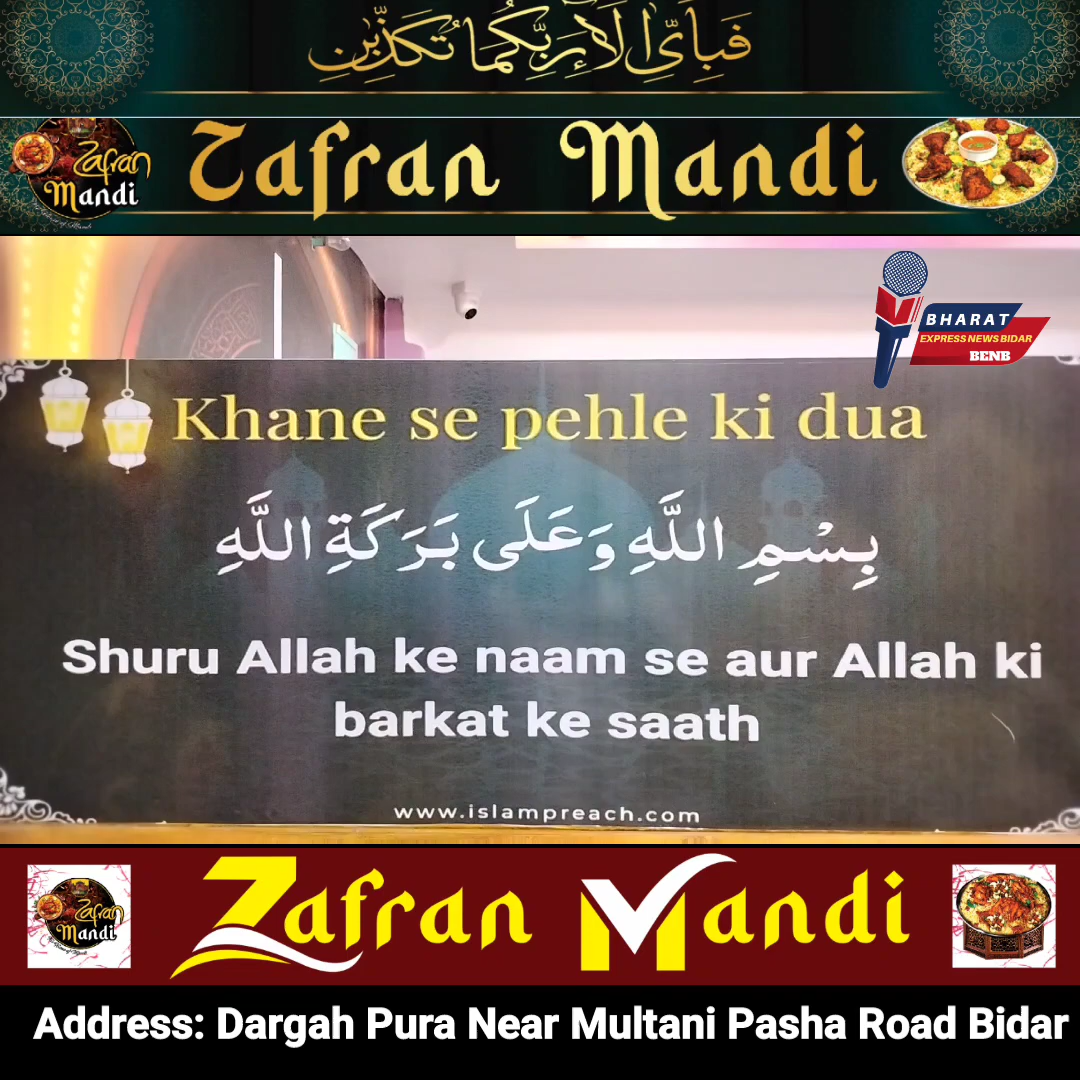 فَبِأَيِّ آلَاءِ رَبِّكُمَا تُكَذِّبَانِ
Zafran
Mandi
Zafran Mandi
BHARAT
EXPRESS NEWS BIDAR
BENB
Khane se pehle ki dua
بِسْمِ اللَّهِ وَعَلَى بَرَكَةِ اللَّهِ
Shuru Allah ke naam se aur Allah ki
barkat ke saath
www.islampreach.com
Zafran
Mandi
Zafran Mandi
Address: Dargah Pura Near Multani Pasha Road Bidar